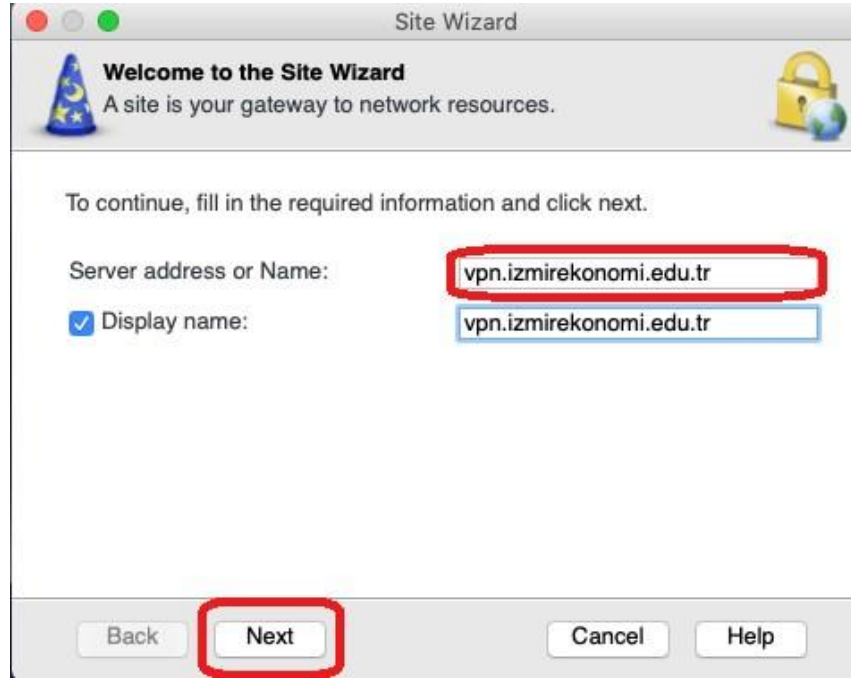 Site Wizard
Welcome to the Site Wizard
A site is your gateway to network resources.
To continue, fill in the required information and click next.
Server address or Name: vpn.izmirekonomi.edu.tr
Display name: vpn.izmirekonomi.edu.tr
Back Next Cancel Help